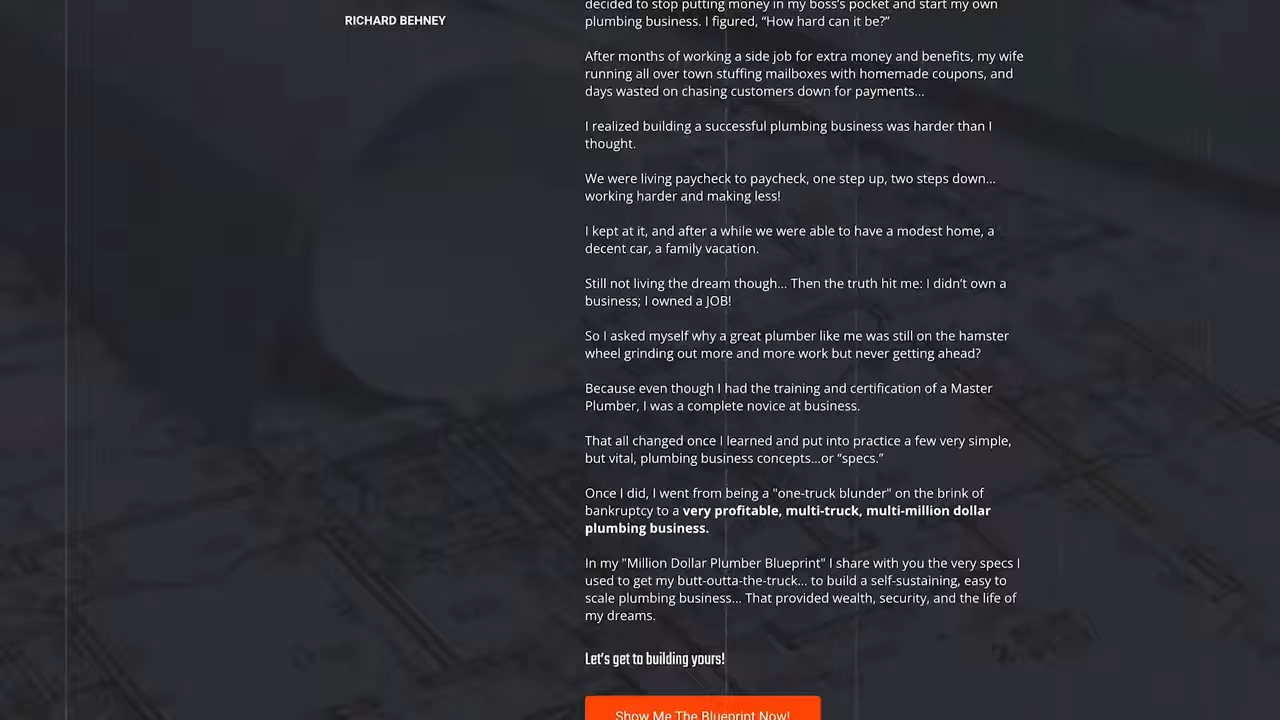 RICHARD BEHNEY
decided to stop putting money in my boss's pocket and start my own
plumbing business. I figured, “How hard can it be?”
After months of working a side job for extra money and benefits, my wife
running all over town stuffing mailboxes with homemade coupons, and
days wasted on chasing customers down for payments...
I realized building a successful plumbing business was harder than I
thought.
We were living paycheck to paycheck, one step up, two steps down...
working harder and making less!
I kept at it, and after a while we were able to have a modest home, a
decent car, a family vacation.
Still not living the dream though... Then the truth hit me: I didn’t own a
business; I owned a JOB!
So I asked myself why a great plumber like me was still on the hamster
wheel grinding out more and more work but never getting ahead?
Because even though I had the training and certification of a Master
Plumber, I was a complete novice at business.
That all changed once I learned and put into practice a few very simple,
but vital, plumbing business concepts...or “specs.”
Once I did, I went from being a "one-truck blunder" on the brink of
bankruptcy to a very profitable, multi-truck, multi-million dollar
plumbing business.
In my "Million Dollar Plumber Blueprint" I share with you the very specs I
used to get my butt-outta-the-truck... to build a self-sustaining, easy to
scale plumbing business... That provided wealth, security, and the life of
my dreams.
Let’s get to building yours!
Show Me The Blueprint Now!